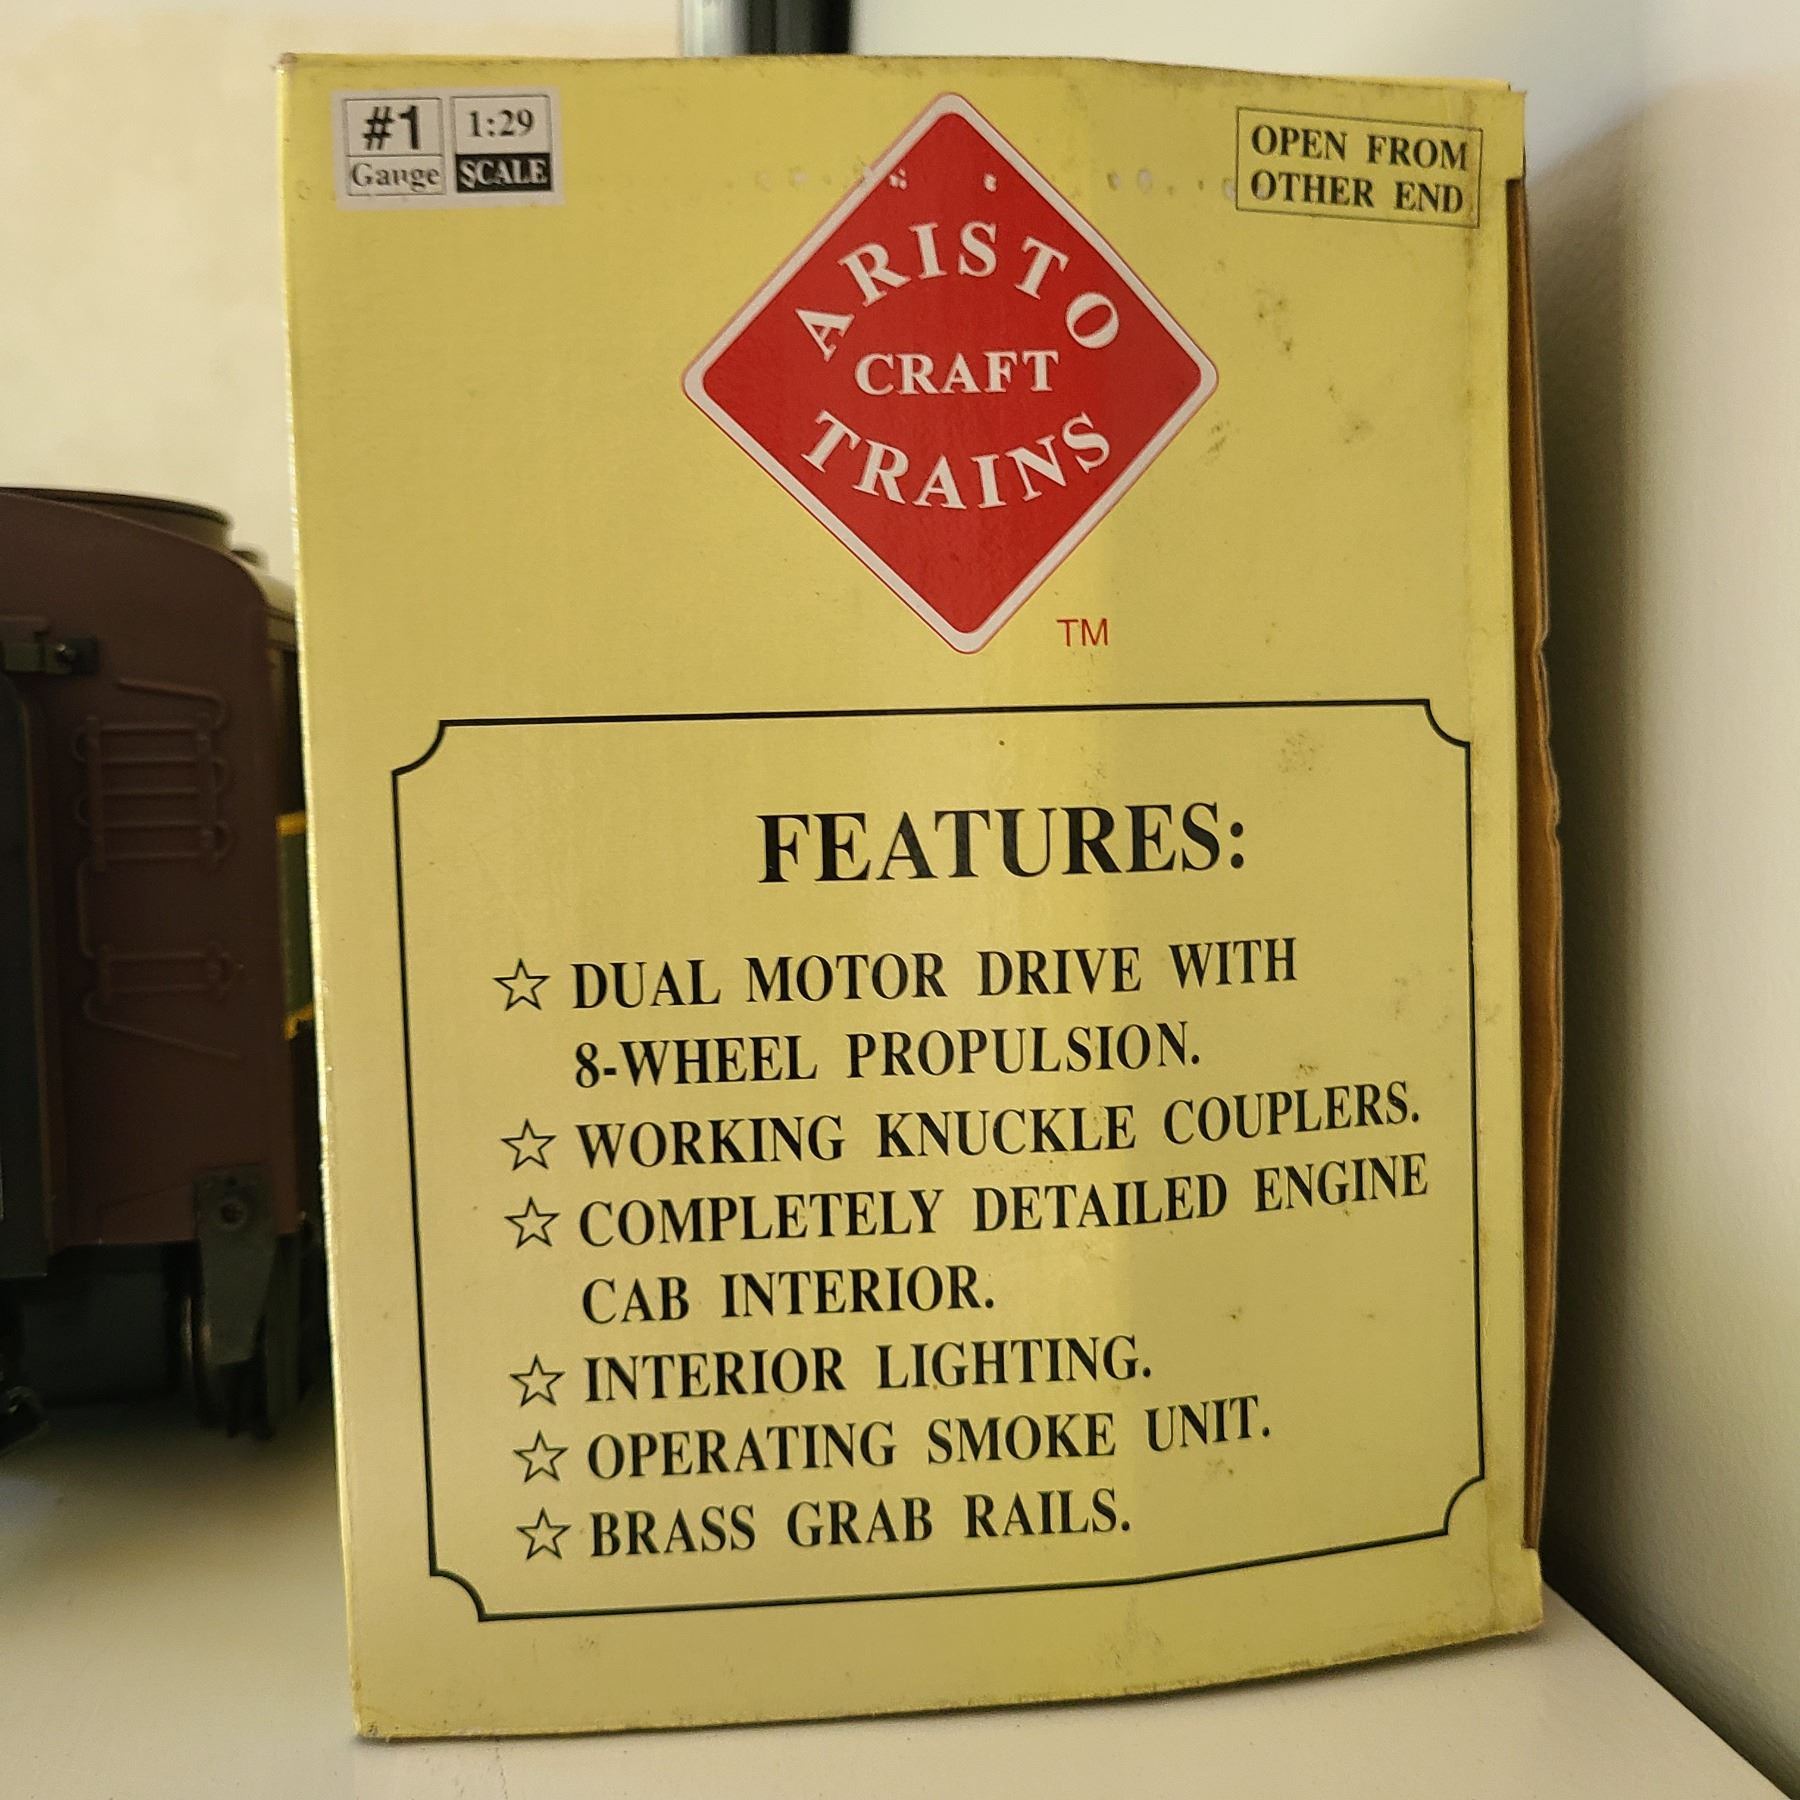 #1
Gauge
1:29
SCALE
OPEN FROM
OTHER END
ARISTO
CRAFT
TRAINS
TM
FEATURES:
☆ DUAL MOTOR DRIVE WITH
8-WHEEL PROPULSION.
☆ WORKING KNUCKLE COUPLERS.
☆ COMPLETELY DETAILED ENGINE
CAB INTERIOR.
☆ INTERIOR LIGHTING.
☆ OPERATING SMOKE UNIT.
☆ BRASS GRAB RAILS.